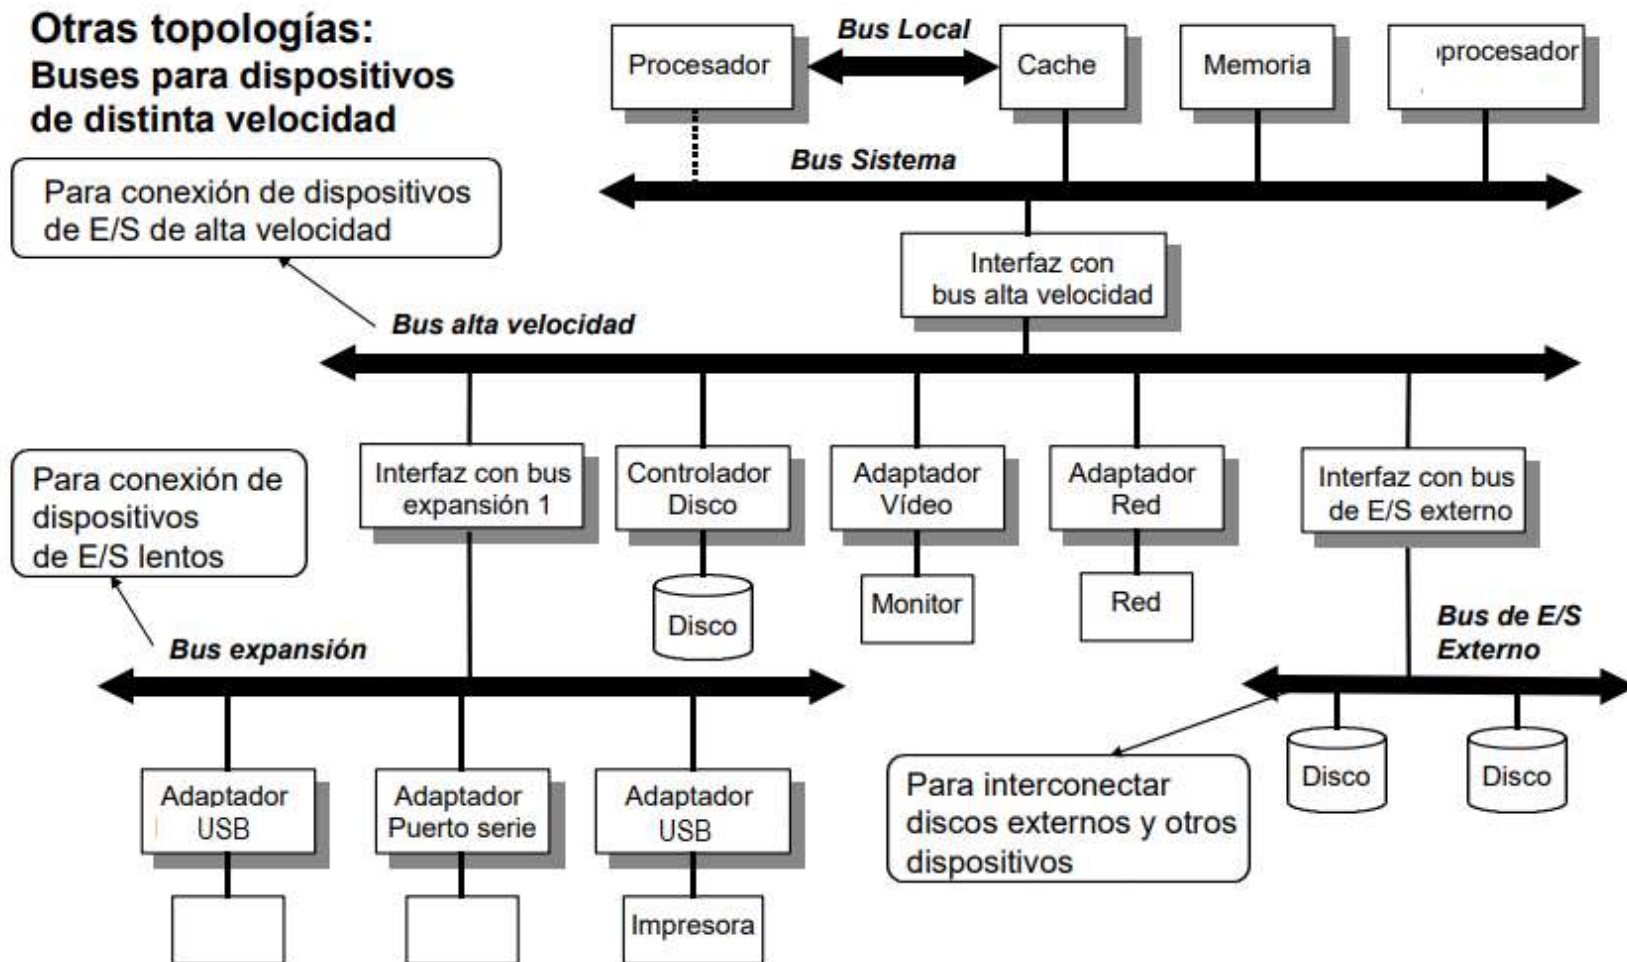 Otras topologías:
Buses para dispositivos
de distinta velocidad
Procesador
Bus Local
Cache
Memoria
procesador
Bus Sistema
Para conexión de dispositivos
de E/S de alta velocidad
Interfaz con
bus alta velocidad
Bus alta velocidad
Interfaz con bus
expansión 1
Controlador
Disco
Adaptador
Vídeo
Adaptador
Red
Interfaz con bus
de E/S externo
Para conexión de
dispositivos
de E/S lentos
Disco
Monitor
Red
Bus expansión
Bus de E/S
Externo
Adaptador
USB
Adaptador
Puerto serie
Adaptador
USB
Impresora
Para interconectar
discos externos y otros
dispositivos
Disco
Disco